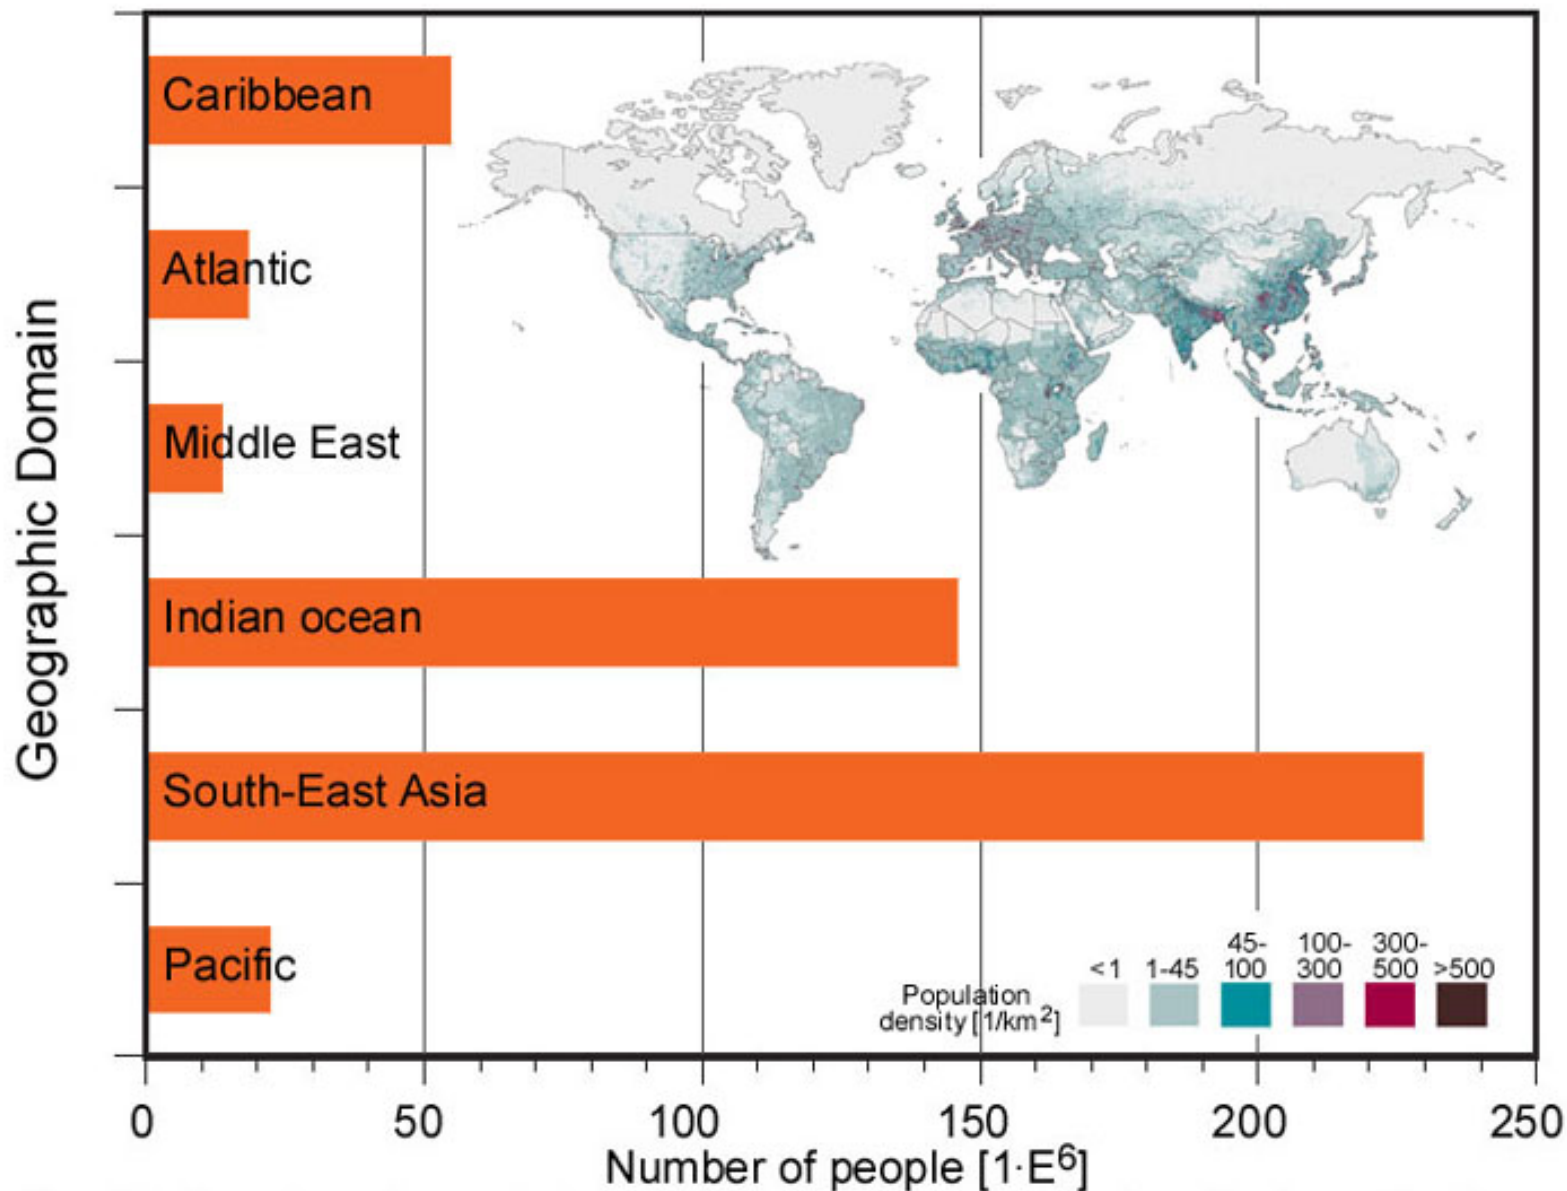 Geographic Domain
Caribbean
Atlantic
Middle East
Indian ocean
South-East Asia
Pacific
45- 100- 300-
<1 1-45 100 300 500 >500
Population
density [1/km²]
0 50 100 150 200 250
Number of people [1·E⁶]